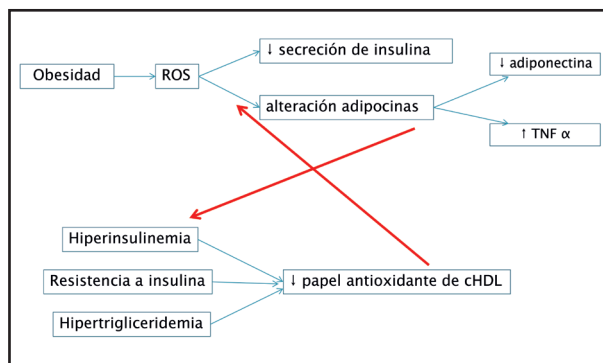 ↓ secreción de insulina
↓ adiponectina
Obesidad
ROS
alteración adipocinas
↑ TNF α
Hiperinsulinemia
Resistencia a insulina
↓ papel antioxidante de cHDL
Hipertrigliceridemia